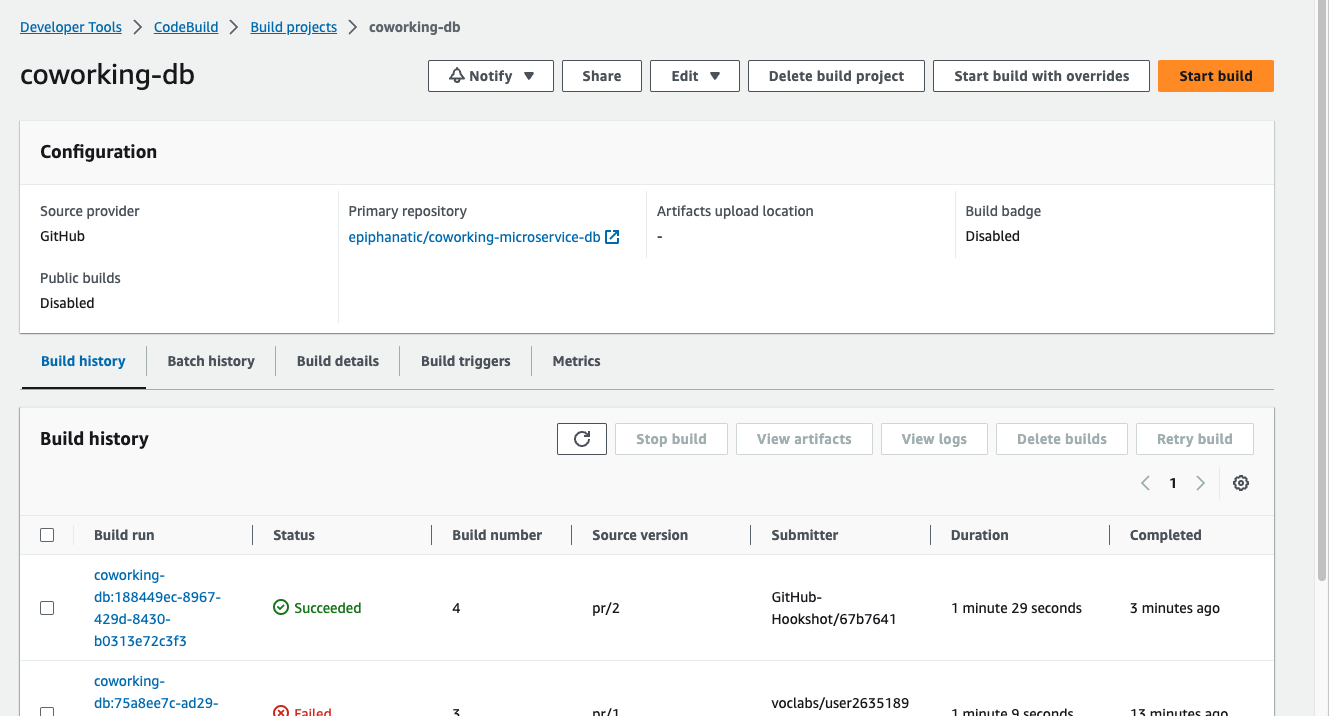 Developer Tools > CodeBuild > Build projects > coworking-db
coworking-db
Notify Share Edit Delete build project Start build with overrides Start build
Configuration
Source provider Primary repository Artifacts upload location Build badge
GitHub epiphanatic/coworking-microservice-db - Disabled
Public builds
Disabled
Build history Batch history Build details Build triggers Metrics
Build history Stop build View artifacts View logs Delete builds Retry build
1
Build run Status Build number Source version Submitter Duration Completed
coworking-
db:188449ec-8967-
429d-8430-
b0313e72c3f3
Succeeded 4 pr/2
GitHub-
Hookshot/67b7641
1 minute 29 seconds 3 minutes ago
coworking-
db:75a8ee7c-ad29-
Failed 3 pr/1 voclabs/user2635189 1 minute 9 seconds 13 minutes ago